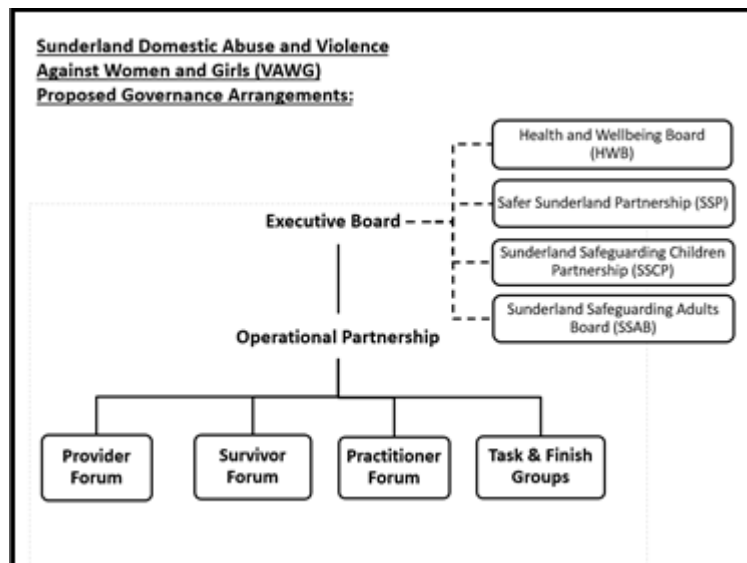 Sunderland Domestic Abuse and Violence
Against Women and Girls (VAWG)
Proposed Governance Arrangements:
Health and Wellbeing Board
(HWB)
Safer Sunderland Partnership (SSP)
Executive Board
Sunderland Safeguarding Children
Partnership (SSCP)
Sunderland Safeguarding Adults
Board (SSAB)
Operational Partnership
Provider
Forum
Survivor
Forum
Practitioner
Forum
Task & Finish
Groups